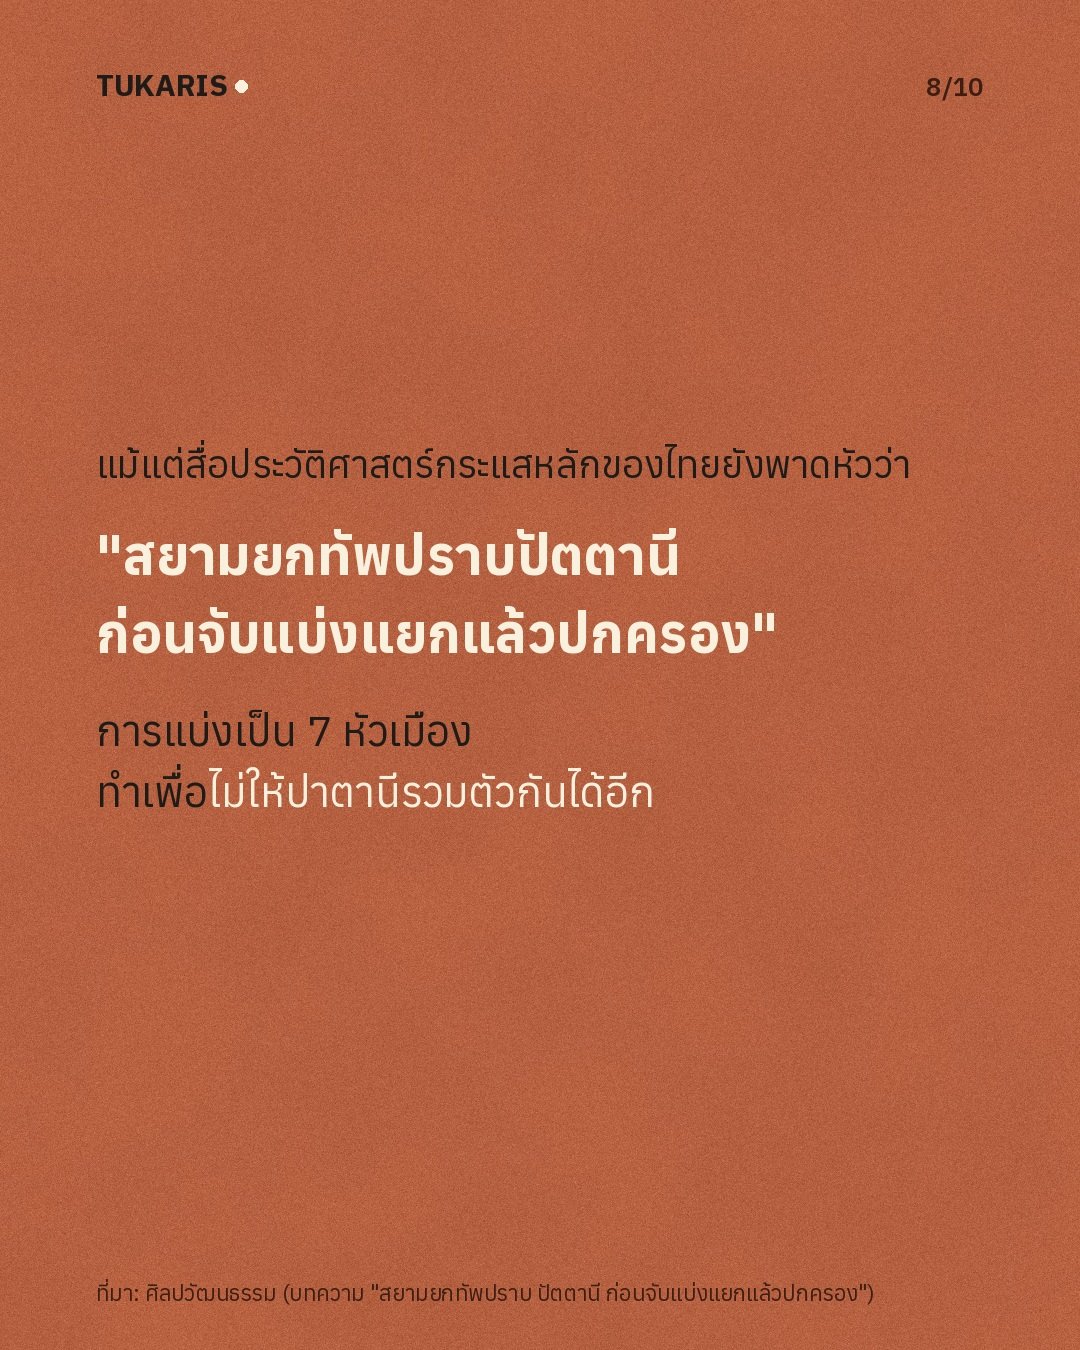 TUKARIS
8/10
แม้แต่สื่อประวัติศาสตร์กระแสหลักของไทยยังพาดหัวว่า
"สยามยกทัพปราบปัตตานี
ก่อนจับแบ่งแยกแล้วปกครอง"
การแบ่งเป็น 7 หัวเมือง
ทำเพื่อไม่ให้ปาตานีรวมตัวกันได้อีก
ที่มา: ศิลปวัฒนธรรม (บทความ "สยามยกทัพปราบ ปัตตานี ก่อนจับแบ่งแยกแล้วปกครอง")